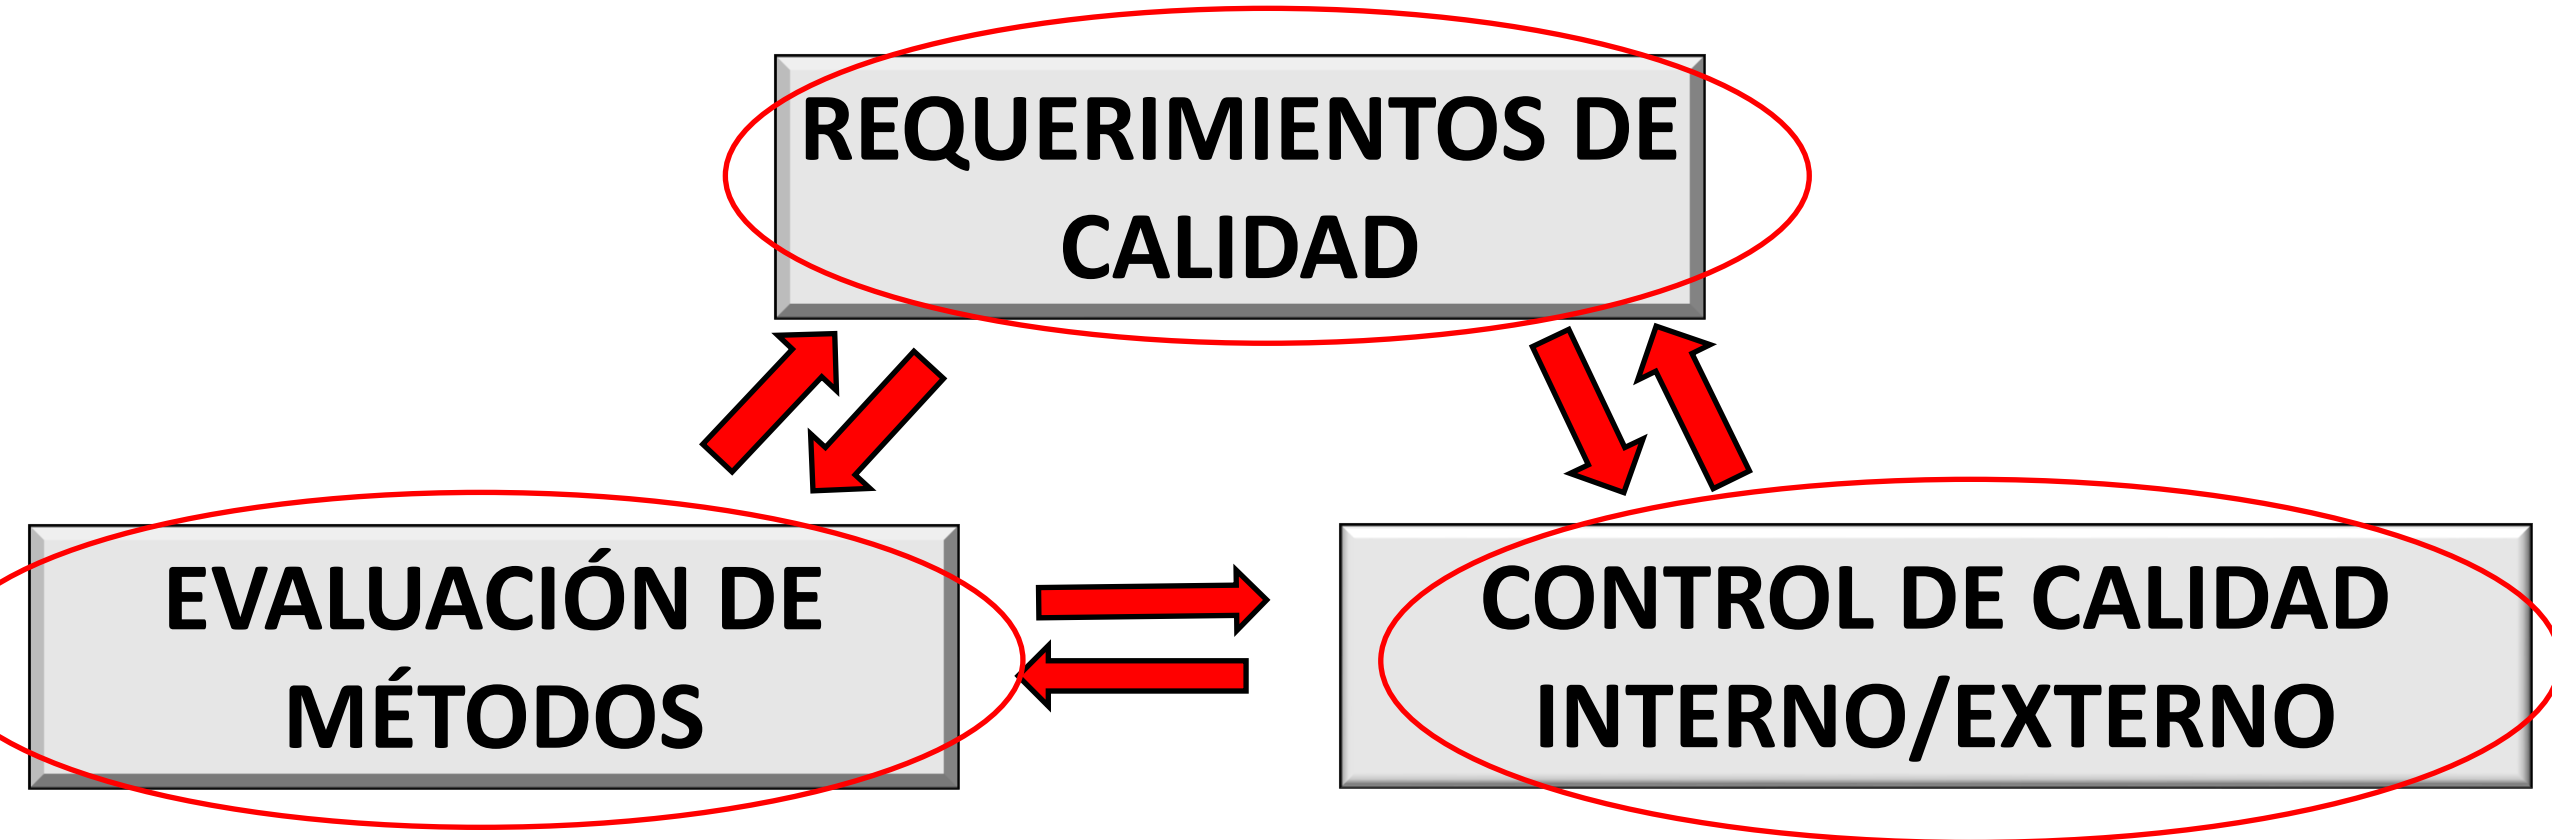 REQUERIMIENTOS DE
CALIDAD
EVALUACIÓN DE
MÉTODOS
CONTROL DE CALIDAD
INTERNO/EXTERNO